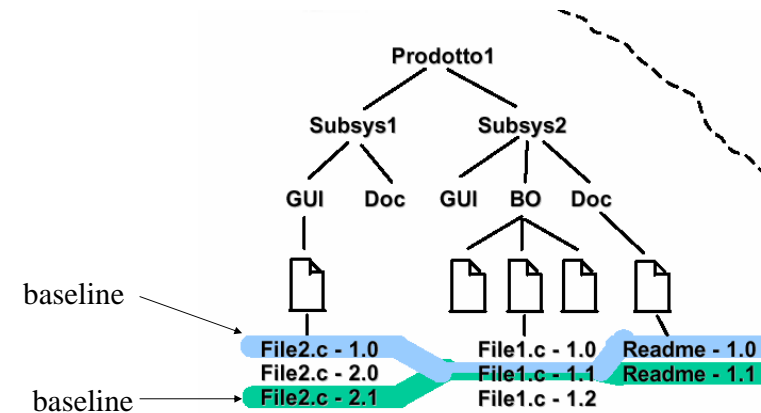 Prodotto1
Subsys1 Subsys2
GUI Doc GUI BO Doc
baseline
File2.c - 1.0 File1.c - 1.0 Readme - 1.0
File2.c - 2.0 File1.c - 1.1 Readme - 1.1
File2.c - 2.1 File1.c - 1.2
baseline